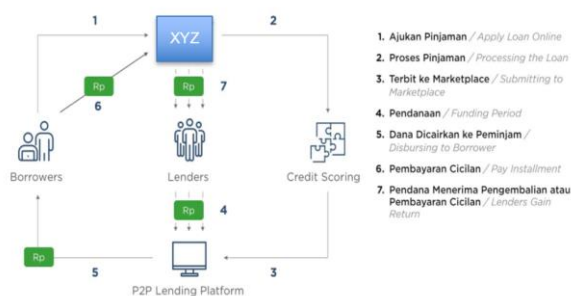 1
XYZ
2
Rp
Rp
7
6
Borrowers
Lenders
Credit Scoring
Rp
4
Rp
5
3
P2P Lending Platform
1. Ajukan Pinjaman / Apply Loan Online
2. Proses Pinjaman / Processing the Loan
3. Terbit ke Marketplace / Submitting to
Marketplace
4. Pendanaan / Funding Period
5. Dana Dicairkan ke Peminjam /
Disbursing to Borrower
6. Pembayaran Cicilan / Pay Installment
7. Pendana Menerima Pengembalian atau
Pembayaran Cicilan / Lenders Gain
Return